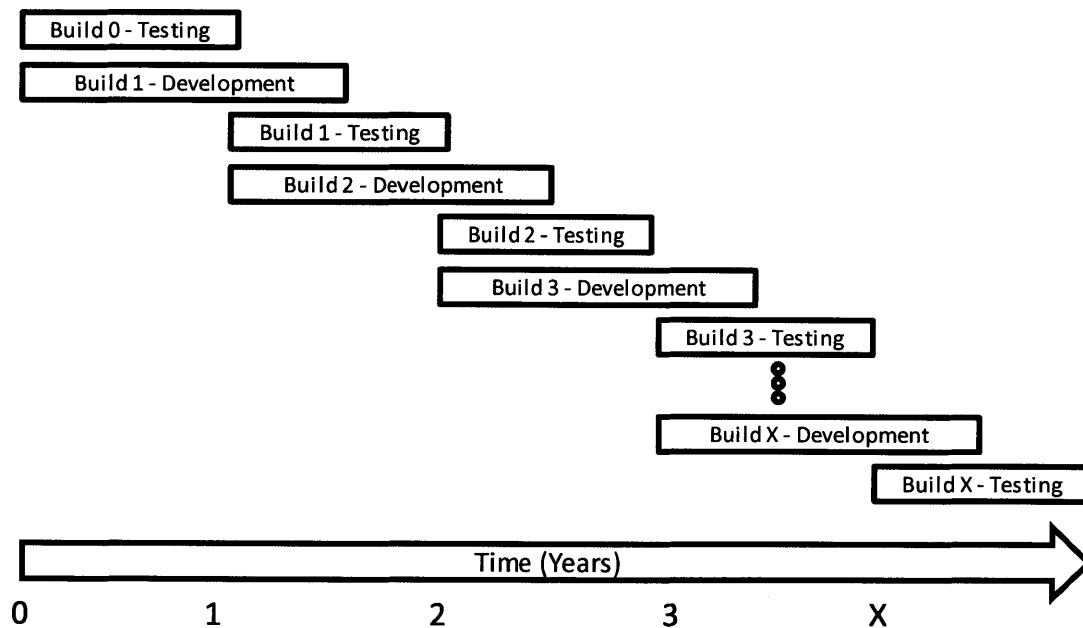 Build 0 - Testing
Build 1 - Development
Build 1 - Testing
Build 2 - Development
Build 2 - Testing
Build 3 - Development
Build 3 - Testing
Build X - Development
Build X - Testing
Time (Years)
0 1 2 3 X